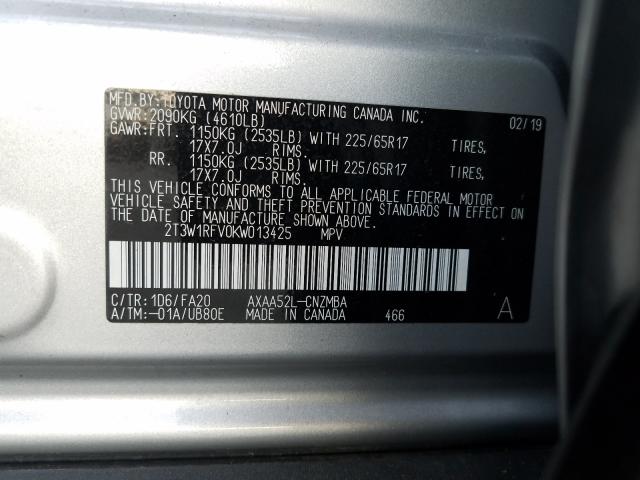 MFD.BY:TOYOTA MOTOR MANUFACTURING CANADA INC.
GVWR:2090KG (4610LB) 02/19
GAWR:FRT. 1150KG (2535LB) WITH 225/65R17 TIRES,
17X7.0J RIMS.
RR. 1150KG (2535LB) WITH 225/65R17 TIRES,
17X7.0J RIMS.
THIS VEHICLE CONFORMS TO ALL APPLICABLE FEDERAL MOTOR
VEHICLE SAFETY AND THEFT PREVENTION STANDARDS IN EFFECT ON
THE DATE OF MANUFACTURE SHOWN ABOVE.
2T3W1RFV0KW013425 MPV
C/TR:1D6/FA20 AXAA52L-CNZMBA
A/TM:-01A/UB80E MADE IN CANADA 466 A